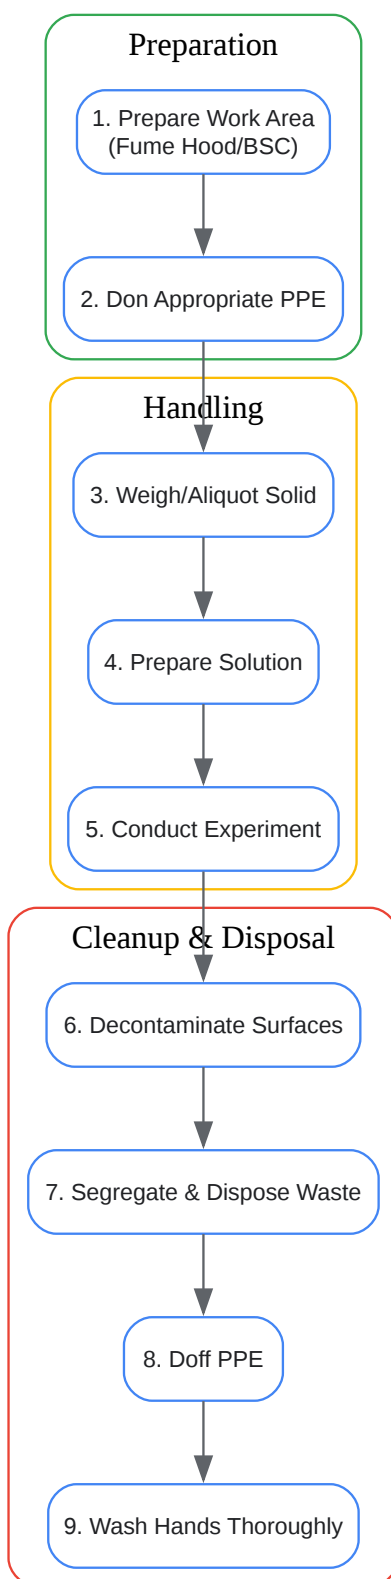 Preparation
1. Prepare Work Area
(Fume Hood/BSC)
2. Don Appropriate PPE
Handling
3. Weigh/Aliquot Solid
4. Prepare Solution
5. Conduct Experiment
Cleanup & Disposal
6. Decontaminate Surfaces
7. Segregate & Dispose Waste
8. Doff PPE
9. Wash Hands Thoroughly